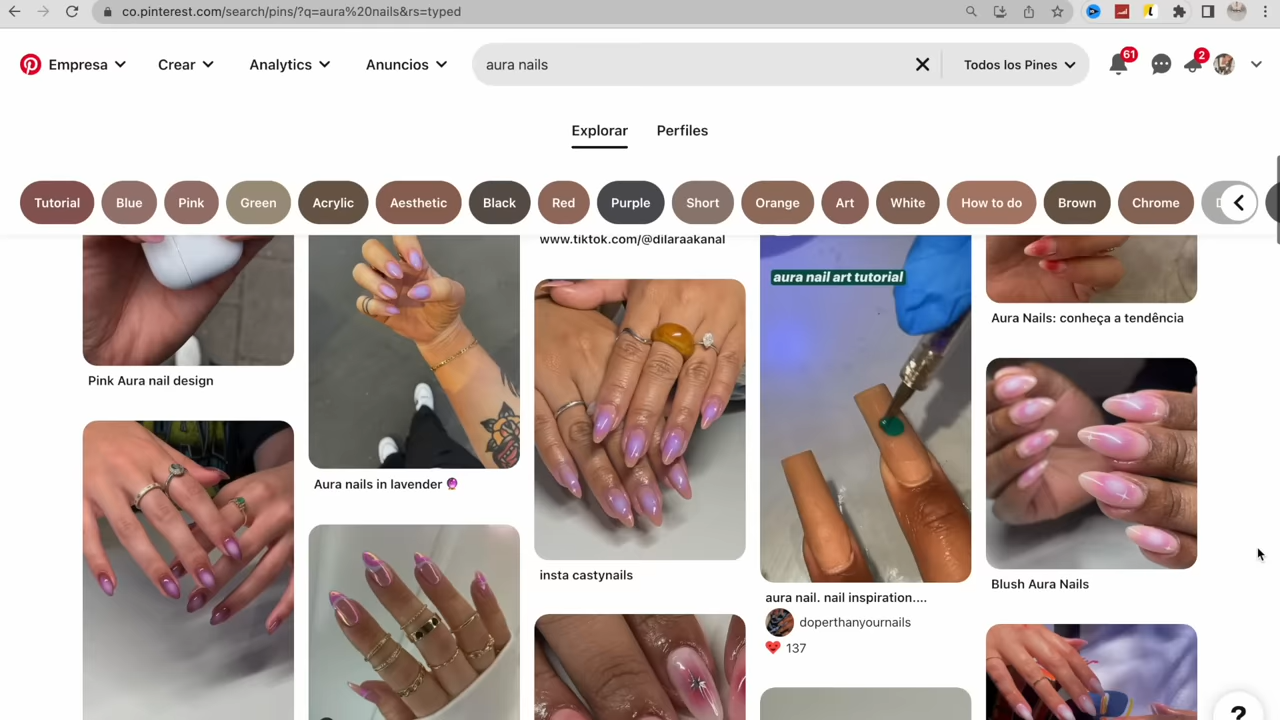 co.pinterest.com/search/pins/?q=aura%20nails&rs=typed
Empresa
Crear
Analytics
Anuncios
aura nails
Todos los Pines
61
2
Explorar
Perfiles
Tutorial
Blue
Pink
Green
Acrylic
Aesthetic
Black
Red
Purple
Short
Orange
Art
White
How to do
Brown
Chrome
www.tiktok.com/@dilaraakanal
aura nail art tutorial
Aura Nails: conheça a tendência
Pink Aura nail design
Aura nails in lavender 🔮
insta castynails
aura nail. nail inspiration....
doperthanyournails
137
Blush Aura Nails
?